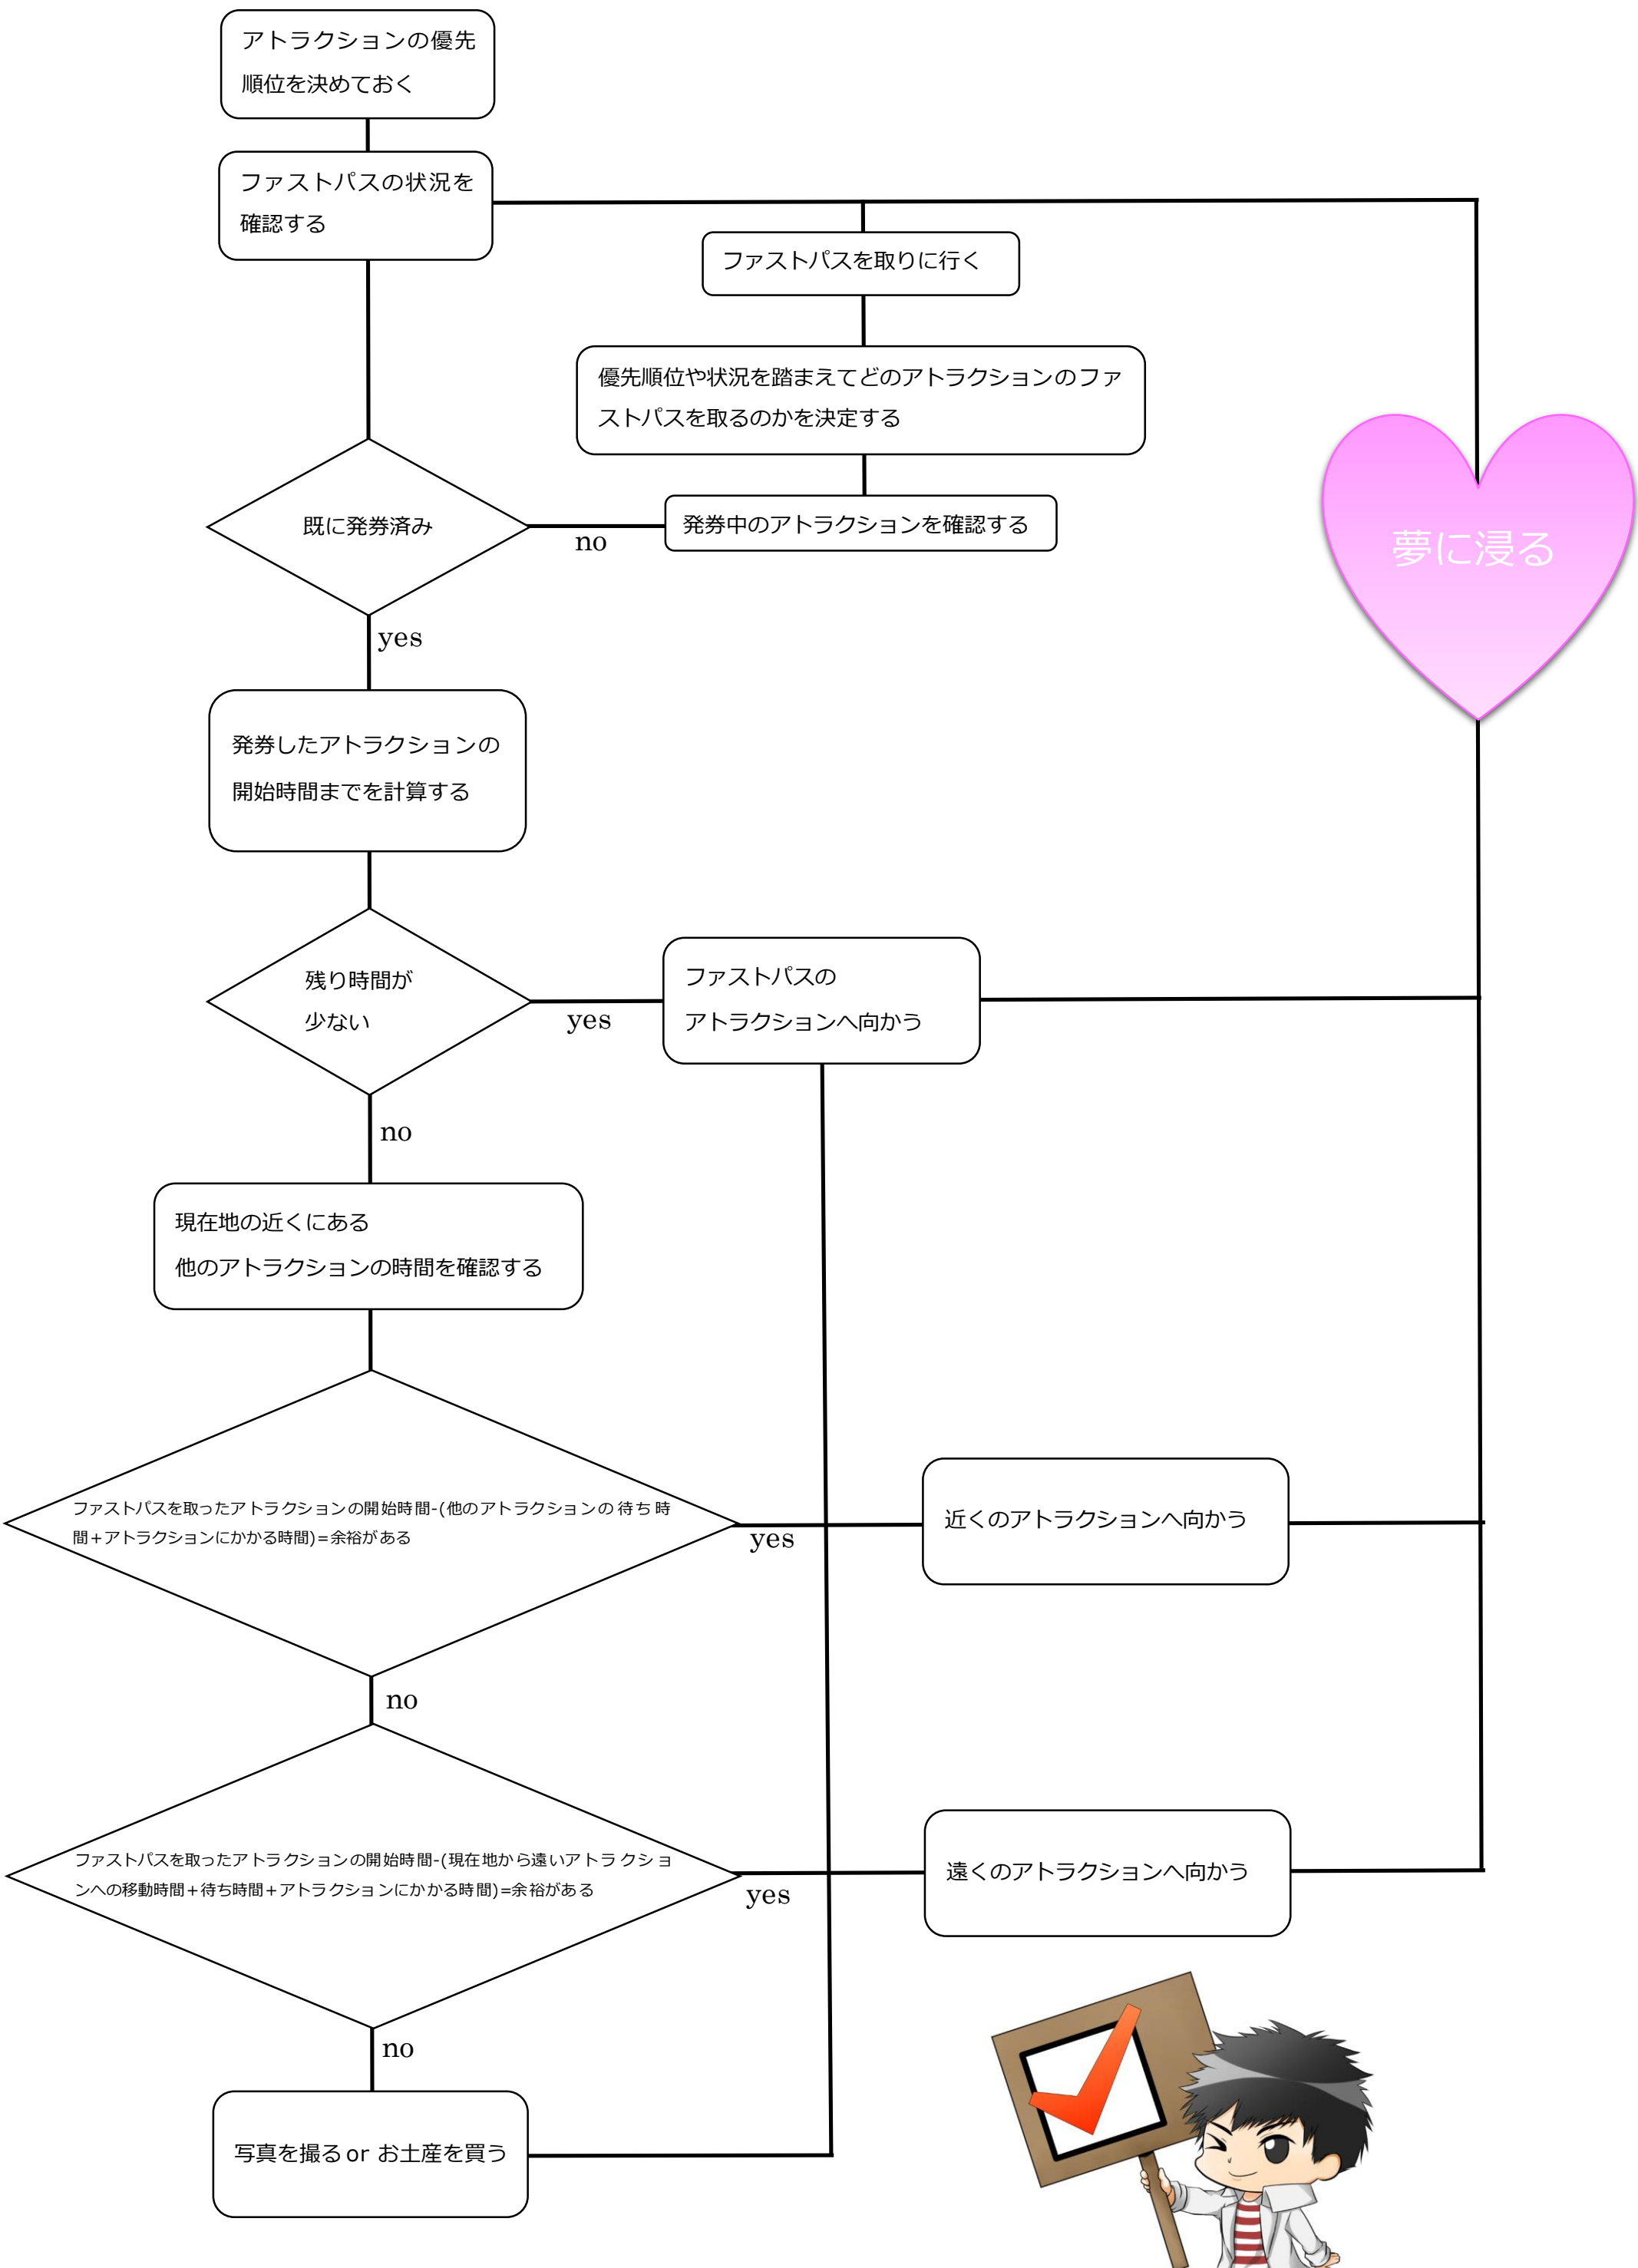 アトラクションの優先
順位を決めておく
ファストパスの状況を
確認する
ファストパスを取りに行く
優先順位や状況を踏まえてどのアトラクションのファ
ストパスを取るのかを決定する
既に発券済み
no
発券中のアトラクションを確認する
夢に浸る
yes
発券したアトラクションの
開始時間までを計算する
残り時間が
少ない
yes
ファストパスの
アトラクションへ向かう
no
現在地の近くにある
他のアトラクションの時間を確認する
ファストパスを取ったアトラクションの開始時間-(他のアトラクションの待ち時
間+アトラクションにかかる時間)=余裕がある
yes
近くのアトラクションへ向かう
no
ファストパスを取ったアトラクションの開始時間-(現在地から遠いアトラクショ
ンへの移動時間+待ち時間+アトラクションにかかる時間)=余裕がある
yes
遠くのアトラクションへ向かう
no
写真を撮る or お土産を買う